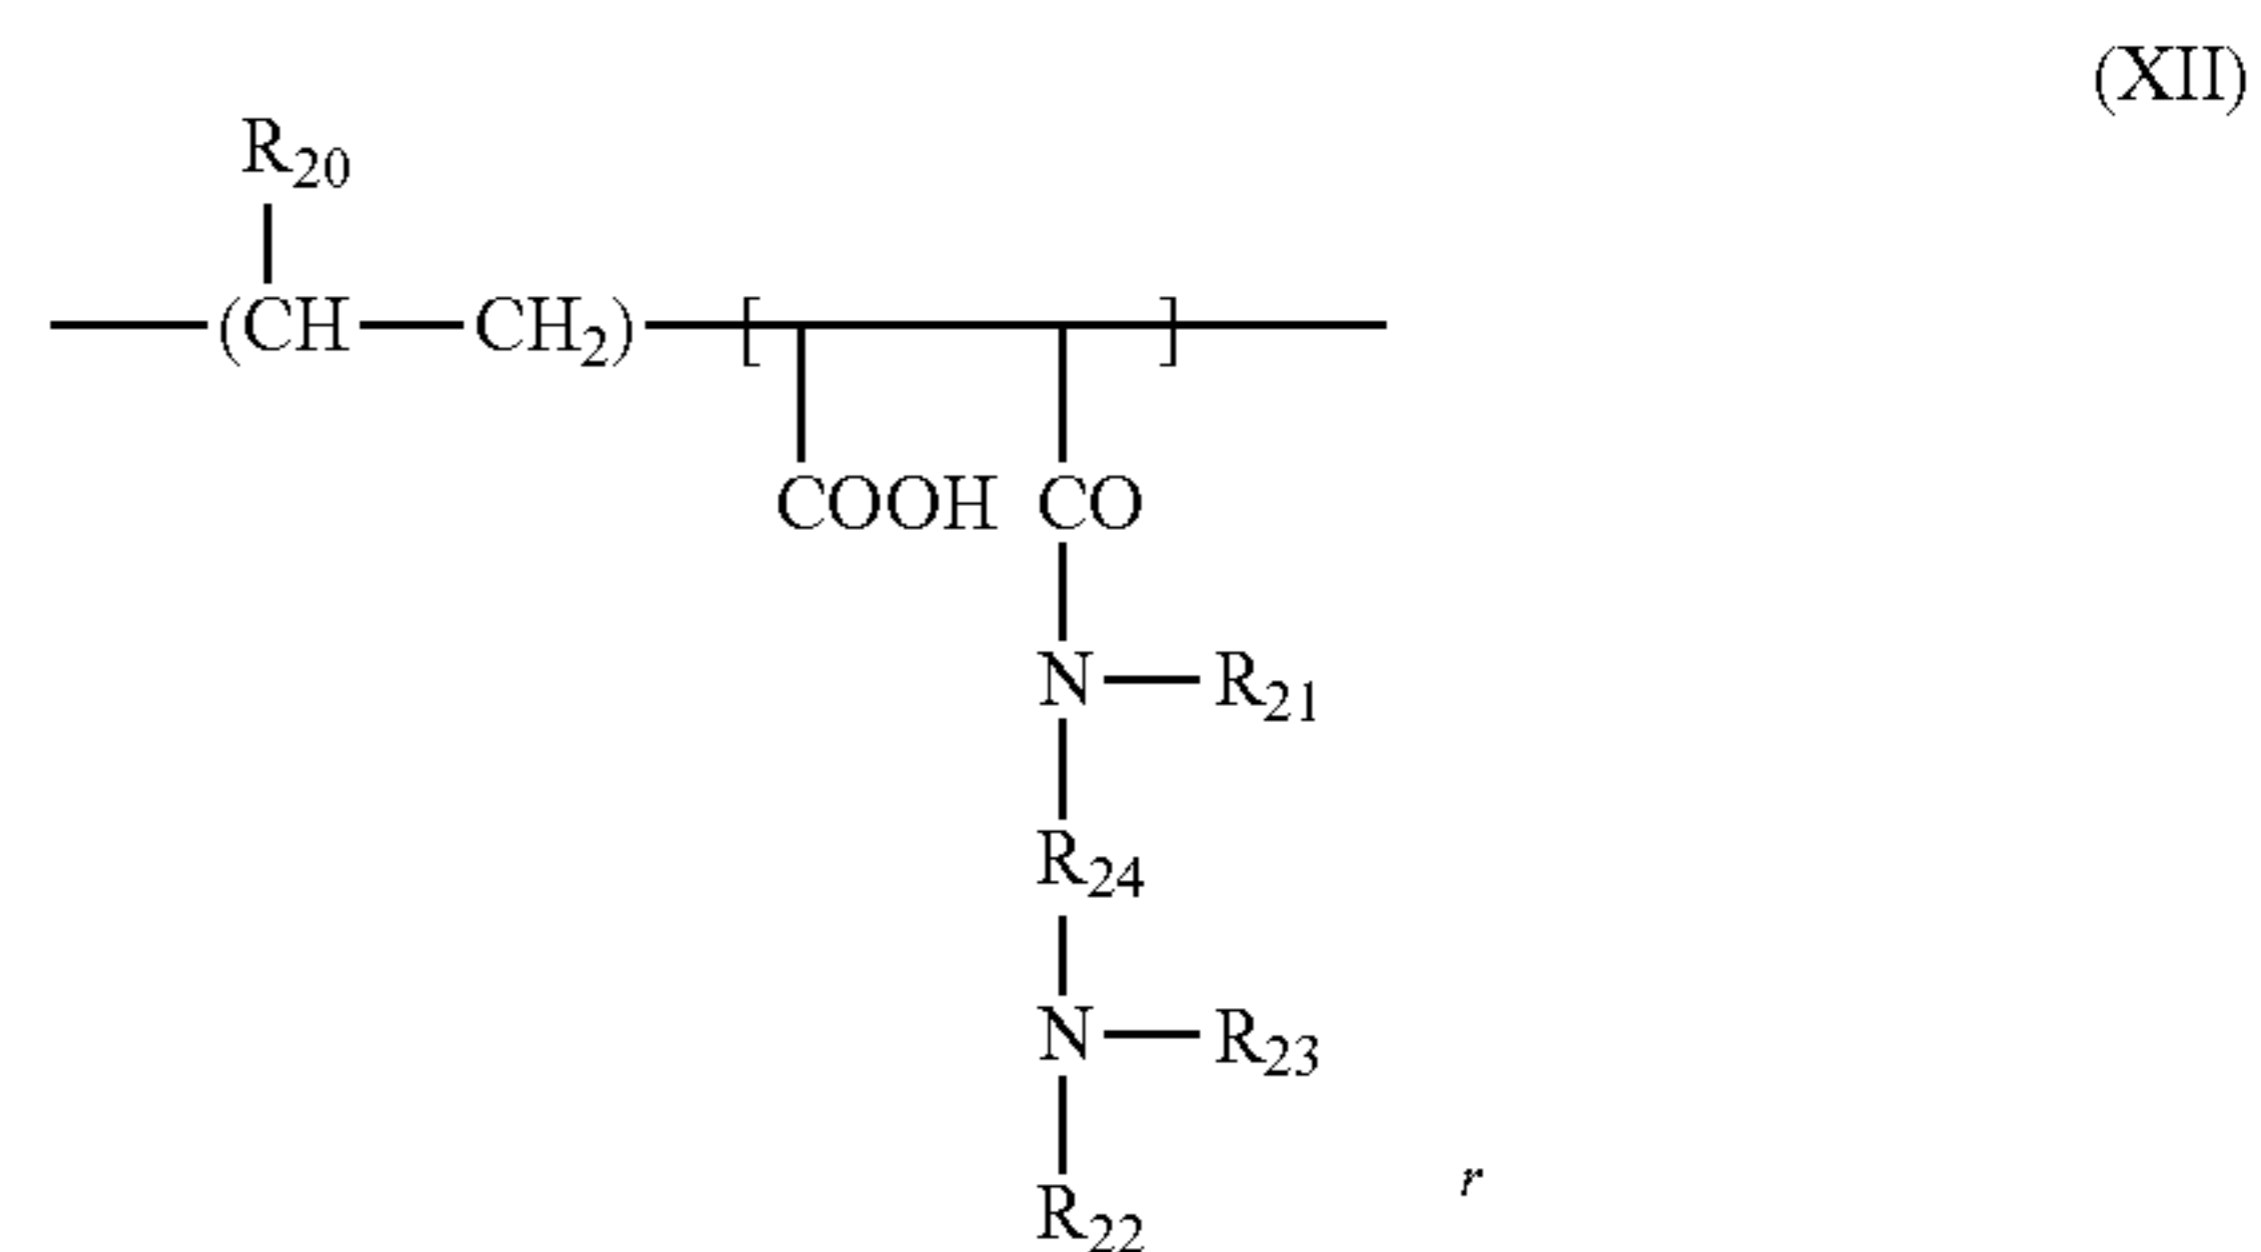 (XII)
R20
(CH—CH2)—[ ]
COOH CO
N—R21
R24
N—R23
r
R22